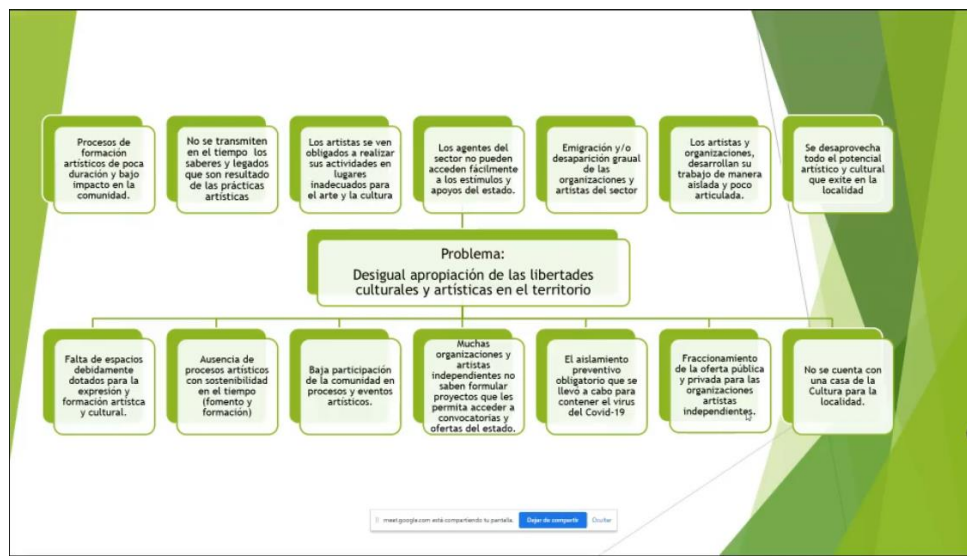 Procesos de
formación
artísticos de poca
duración y bajo
impacto en la
comunidad.
No se transmiten
en el tiempo los
saberes y legados
que son resultado
de las prácticas
artísticas
Los artistas se ven
obligados a realizar
sus actividades en
lugares
inadecuados para
el arte y la cultura
Los agentes del
sector no pueden
acceden fácilmente
a los estímulos y
apoyos del estado.
Emigración y/o
desaparición graual
de las
organizaciones y
artistas del sector
Los artistas y
organizaciones,
desarrollan su
trabajo de manera
aislada y poco
articulada.
Se desaprovecha
todo el potencial
artístico y cultural
que exite en la
localidad
Problema:
Desigual apropiación de las libertades
culturales y artísticas en el territorio
Falta de espacios
debidamente
dotados para la
expresión y
formación artístca
y cultural.
Ausencia de
procesos artísticos
con sostenibilidad
en el tiempo
(fomento y
formación)
Baja participación
de la comunidad en
procesos y eventos
artísticos.
Muchas
organizaciones y
artistas
independientes no
saben formular
proyectos que les
permita acceder a
convocatorias y
ofertas del estado.
El aislamiento
preventivo
obligatorio que se
llevo a cabo para
contener el virus
del Covid-19
Fraccionamiento
de la oferta pública
y privada para las
organizaciones
artistas
independientes.
No se cuenta con
una casa de la
Cultura para la
localidad.
meet.google.com está compartiendo tu pantalla. Dejar de compartir Ocultar